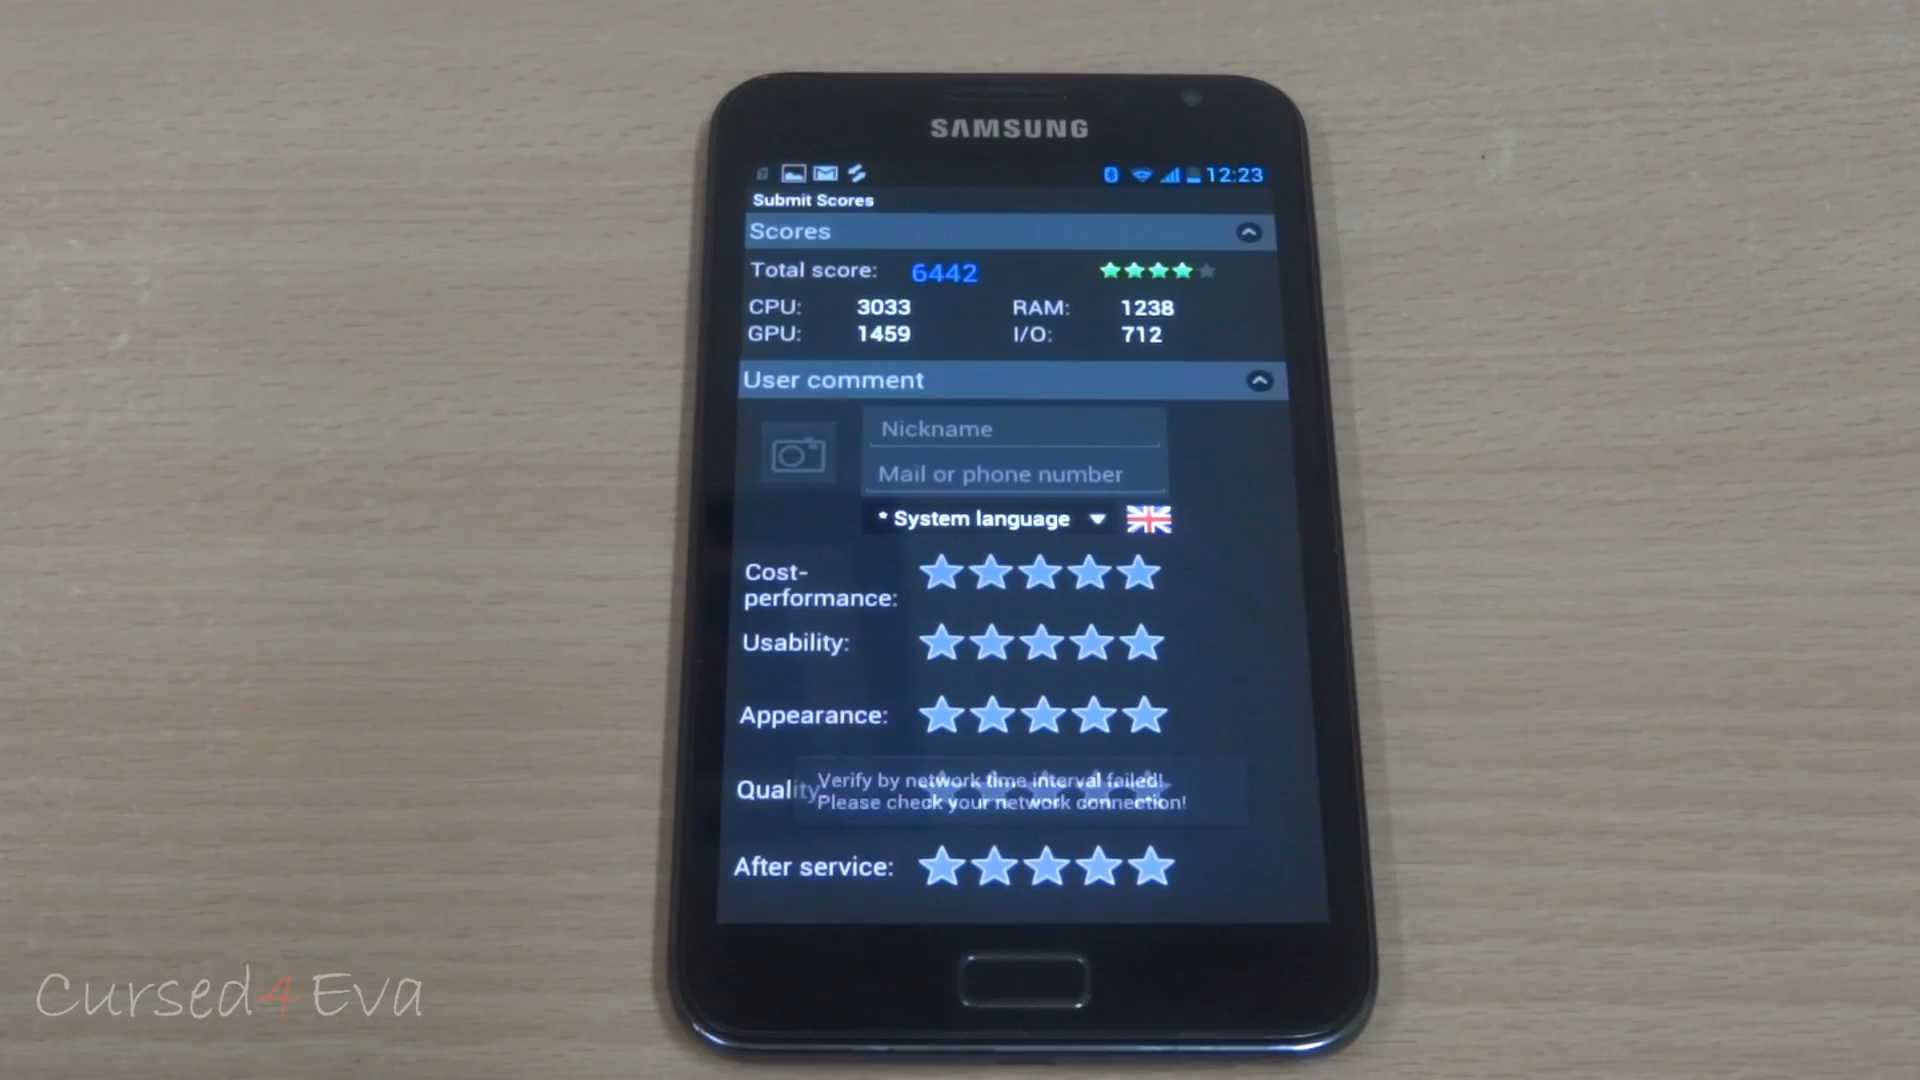 SAMSUNG
12:23
Submit Scores
Scores
Total score: 6442
CPU: 3033 RAM: 1238
GPU: 1459 I/O: 712
User comment
Nickname
Mail or phone number
* System language
Cost-
performance:
Usability:
Appearance:
Quality
Verify by network time interval failed!
Please check your network connection!
After service:
Cursed4Eva